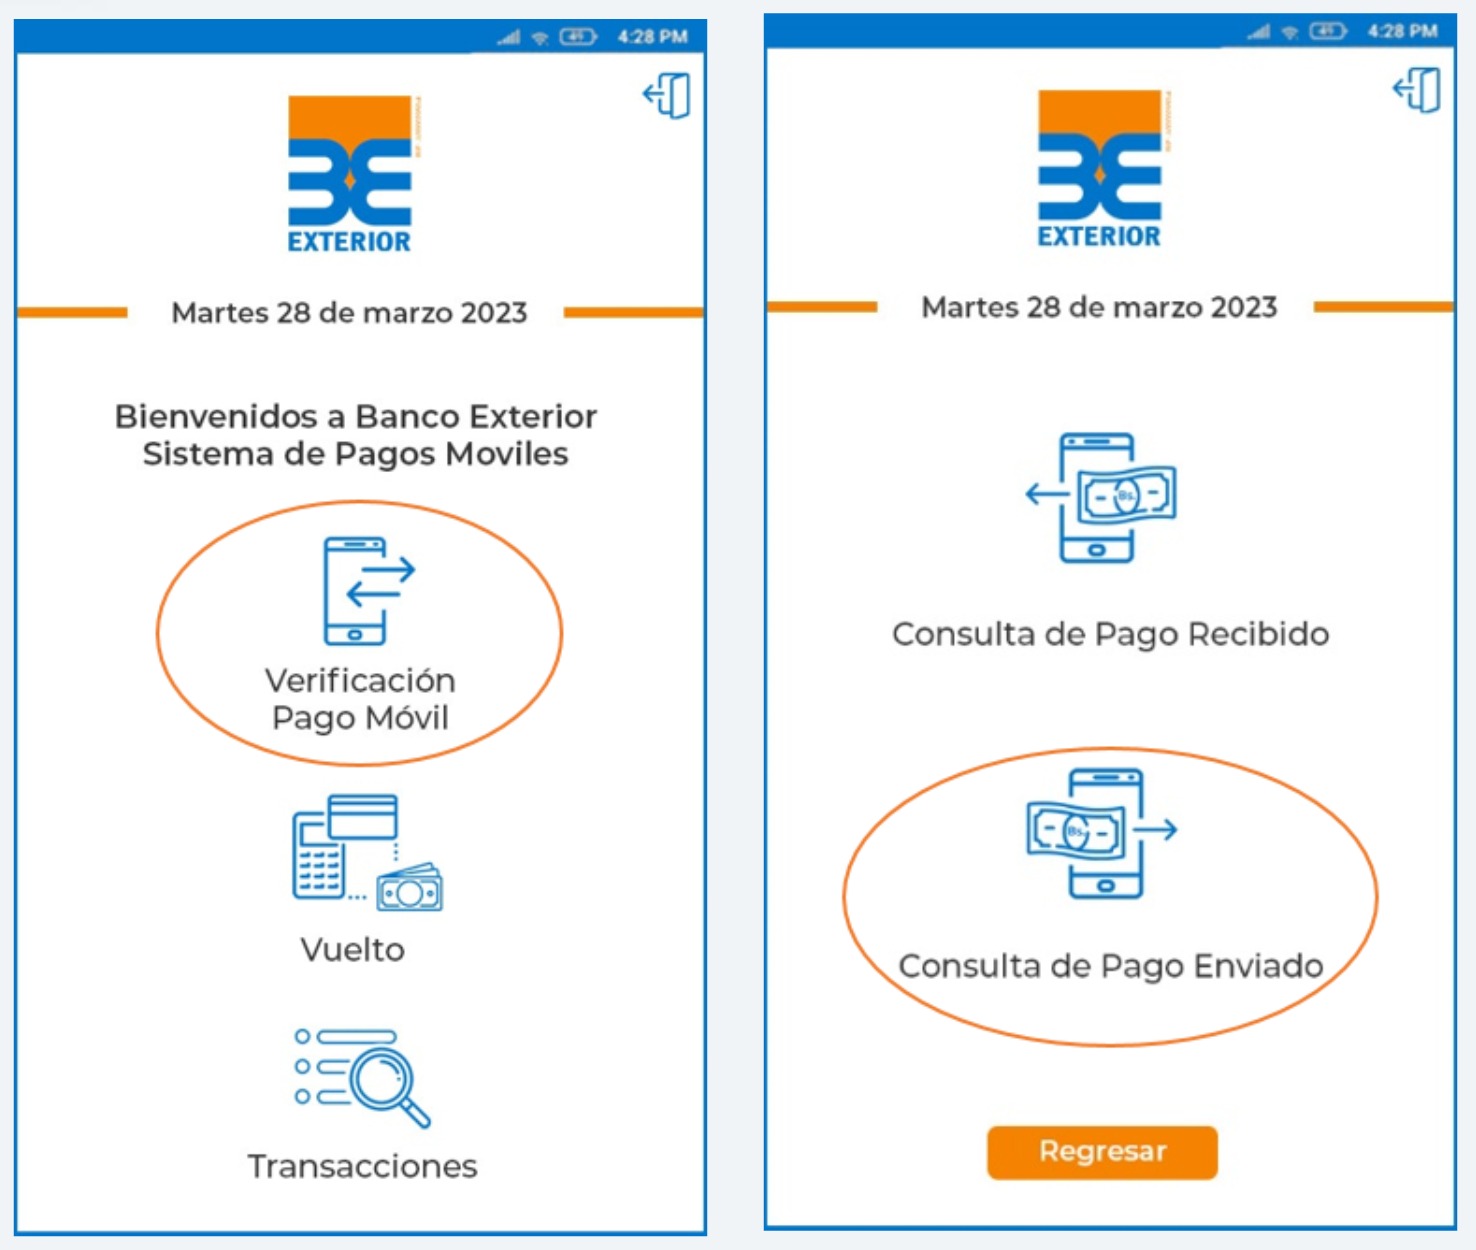 4:28 PM
EXTERIOR
Martes 28 de marzo 2023
Bienvenidos a Banco Exterior
Sistema de Pagos Moviles
Verificación
Pago Móvil
Vuelto
Transacciones
4:28 PM
EXTERIOR
Martes 28 de marzo 2023
Bs.
Consulta de Pago Recibido
Bs.
Consulta de Pago Enviado
Regresar